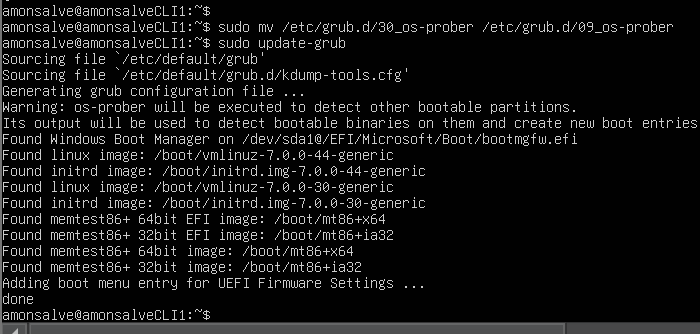 amonsalve@amonsalveCLI1:~$
amonsalve@amonsalveCLI1:~$ sudo mv /etc/grub.d/30_os-prober /etc/grub.d/09_os-prober
amonsalve@amonsalveCLI1:~$ sudo update-grub
Sourcing file `/etc/default/grub'
Sourcing file `/etc/default/grub.d/kdump-tools.cfg'
Generating grub configuration file ...
Warning: os-prober will be executed to detect other bootable partitions.
Its output will be used to detect bootable binaries on them and create new boot entries
Found Windows Boot Manager on /dev/sda1@/EFI/Microsoft/Boot/bootmgfw.efi
Found linux image: /boot/vmlinuz-7.0.0-44-generic
Found initrd image: /boot/initrd.img-7.0.0-44-generic
Found linux image: /boot/vmlinuz-7.0.0-30-generic
Found initrd image: /boot/initrd.img-7.0.0-30-generic
Found memtest86+ 64bit EFI image: /boot/mt86+x64
Found memtest86+ 32bit EFI image: /boot/mt86+ia32
Found memtest86+ 64bit image: /boot/mt86+x64
Found memtest86+ 32bit image: /boot/mt86+ia32
Adding boot menu entry for UEFI Firmware Settings ...
done
amonsalve@amonsalveCLI1:~$